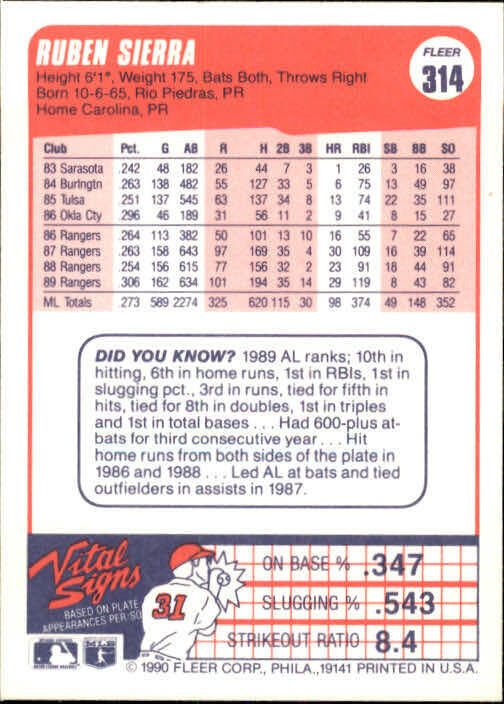 RUBEN SIERRA
FLEER
314
Height 6'1", Weight 175, Bats Both, Throws Right
Born 10-6-65, Rio Piedras, PR
Home Carolina, PR
Club Pct. G AB R H 2B 3B HR RBI SB BB SO
83 Sarasota .242 48 182 26 44 7 3 1 26 3 16 38
84 Burlingtn .263 138 482 55 127 33 5 6 75 13 49 97
85 Tulsa .251 137 545 63 137 34 8 13 74 22 35 111
86 Okla Cty .296 46 189 31 56 11 2 9 41 8 15 27
86 Rangers .264 113 382 50 101 13 10 16 55 7 22 65
87 Rangers .263 158 643 97 169 35 4 30 109 16 39 114
88 Rangers .254 156 615 77 156 32 2 23 91 18 44 91
89 Rangers .306 162 634 101 194 35 14 29 119 8 43 82
ML Totals .273 589 2274 325 620 115 30 98 374 49 148 352
DID YOU KNOW? 1989 AL ranks; 10th in
hitting, 6th in home runs, 1st in RBIs, 1st in
slugging pct., 3rd in runs, tied for fifth in
hits, tied for 8th in doubles, 1st in triples
and 1st in total bases . . . Had 600-plus at-
bats for third consecutive year . . . Hit
home runs from both sides of the plate in
1986 and 1988 . . . Led AL at bats and tied
outfielders in assists in 1987.
Vital
Signs
BASED ON PLATE
APPEARANCES PER/SO
31
ON BASE % .347
SLUGGING % .543
STRIKEOUT RATIO 8.4
MLB
© 1990 FLEER CORP., PHILA., 19141 PRINTED IN U.S.A.